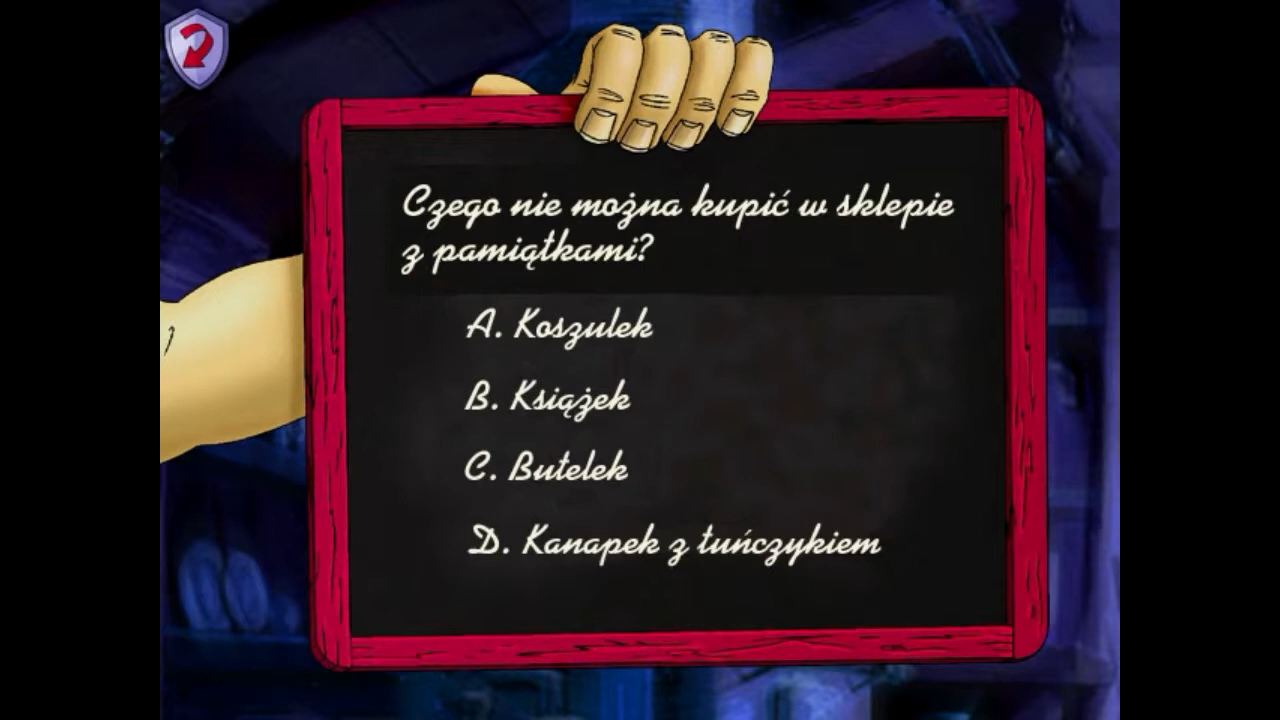 Czego nie można kupić w sklepie
z pamiątkami?
A. Koszulek
B. Książek
C. Butelek
D. Kanapek z tuńczykiem